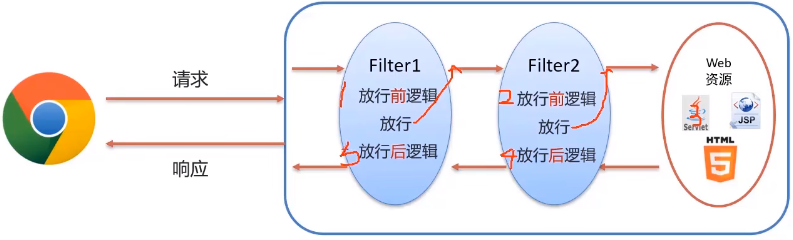 请求
响应
Filter1
1 放行前逻辑
放行
5 放行后逻辑
Filter2
2 放行前逻辑
放行
4 放行后逻辑
Web
资源
3
Servlet
JSP
HTML
5